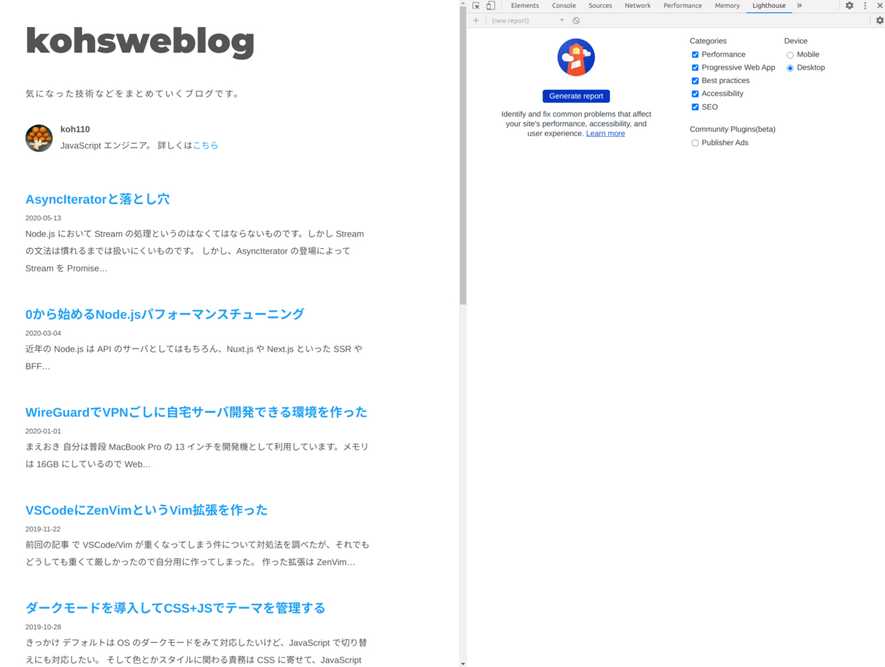 kohsweblog
気になった技術などをまとめていくブログです。
koh110
JavaScript エンジニア。 詳しくはこちら
AsyncIteratorと落とし穴
2020-05-13
Node.js において Stream の処理というのはなくてはならないものです。しかし Stream
の文法は慣れるまでは扱いにくいものです。 しかし、AsyncIterator の登場によって
Stream を Promise…
0から始めるNode.jsパフォーマンスチューニング
2020-03-04
近年の Node.js は API のサーバとしてはもちろん、Nuxt.js や Next.js といった SSR や
BFF…
WireGuardでVPNごしに自宅サーバ開発できる環境を作った
2020-01-01
まえおき 自分は普段 MacBook Pro の 13 インチを開発機として利用しています。メモリ
は 16GB にしているので Web…
VSCodeにZenVimというVim拡張を作った
2019-11-22
前回の記事 で VSCode/Vim が重くなってしまう件について対処法を調べたが、それでも
どうしても重くて厳しかったので自分用に作ってしまった。 作った拡張は ZenVim…
ダークモードを導入してCSS+JSでテーマを管理する
2019-10-28
きっかけ デフォルトは OS のダークモードをみて対応したいけど、JavaScript で切り替
えにも対応したい。 そして色とかスタイルに関わる責務は CSS に寄せて、JavaScript
Elements Console Sources Network Performance Memory Lighthouse »
+ (new report)
Generate report
Identify and fix common problems that affect
your site's performance, accessibility, and
user experience. Learn more
Categories
Performance
Progressive Web App
Best practices
Accessibility
SEO
Community Plugins(beta)
Publisher Ads
Device
Mobile
Desktop